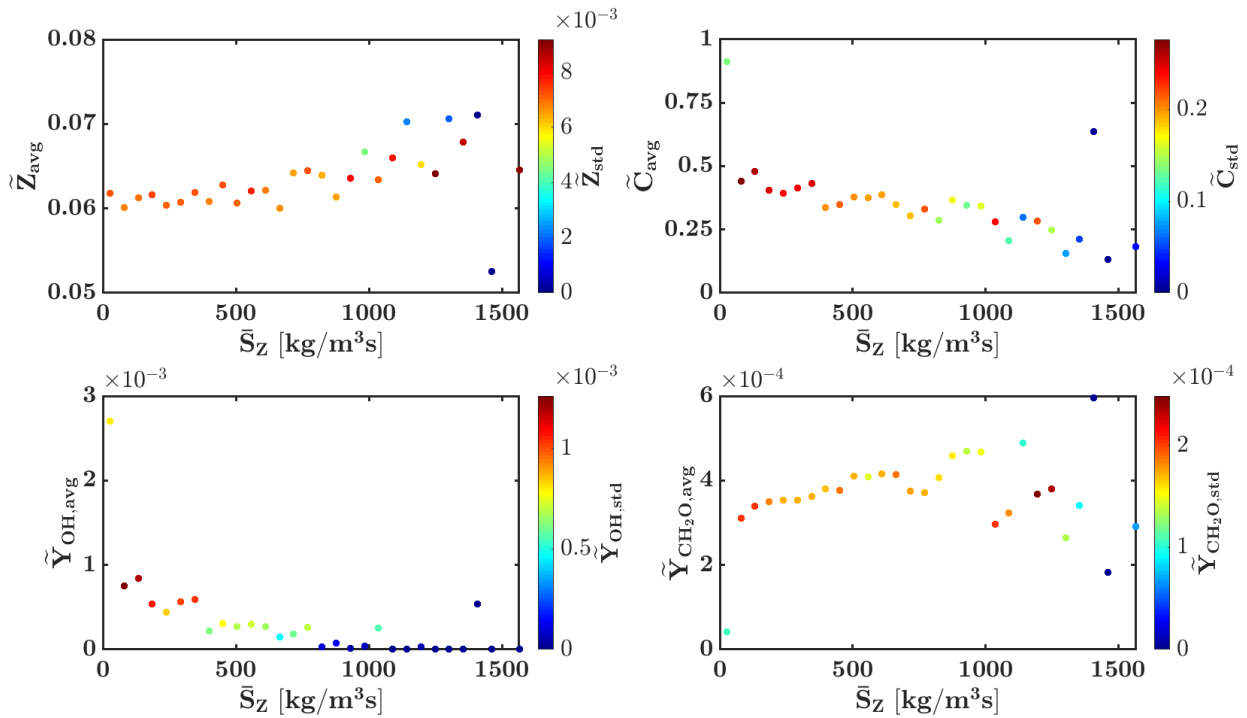 ×10⁻³
0.08
0.07
0.06
0.05
Z̃avg
0 500 1000 1500
S̄Z [kg/m³s]
8
6
4
2
0
Z̃std
1
0.75
0.5
0.25
0
C̃avg
0 500 1000 1500
S̄Z [kg/m³s]
0.2
0.1
0
C̃std
×10⁻³
3
2
1
0
ỸOH,avg
0 500 1000 1500
S̄Z [kg/m³s]
×10⁻³
1
0.5
0
ỸOH,std
×10⁻⁴
6
4
2
0
ỸCH₂O,avg
0 500 1000 1500
S̄Z [kg/m³s]
×10⁻⁴
2
1
0
ỸCH₂O,std